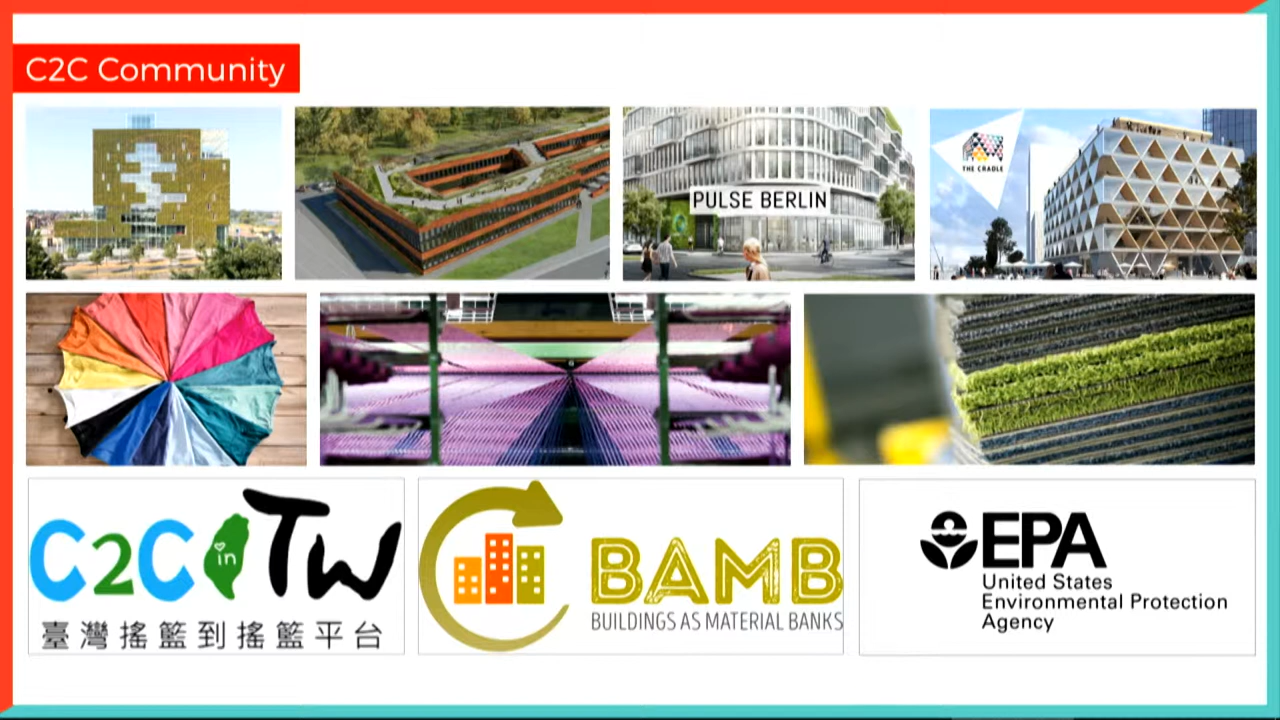 C2C Community
PULSE BERLIN
THE CRADLE
C2C in TW
臺灣搖籃到搖籃平台
BAMB
BUILDINGS AS MATERIAL BANKS
EPA
United States
Environmental Protection
Agency